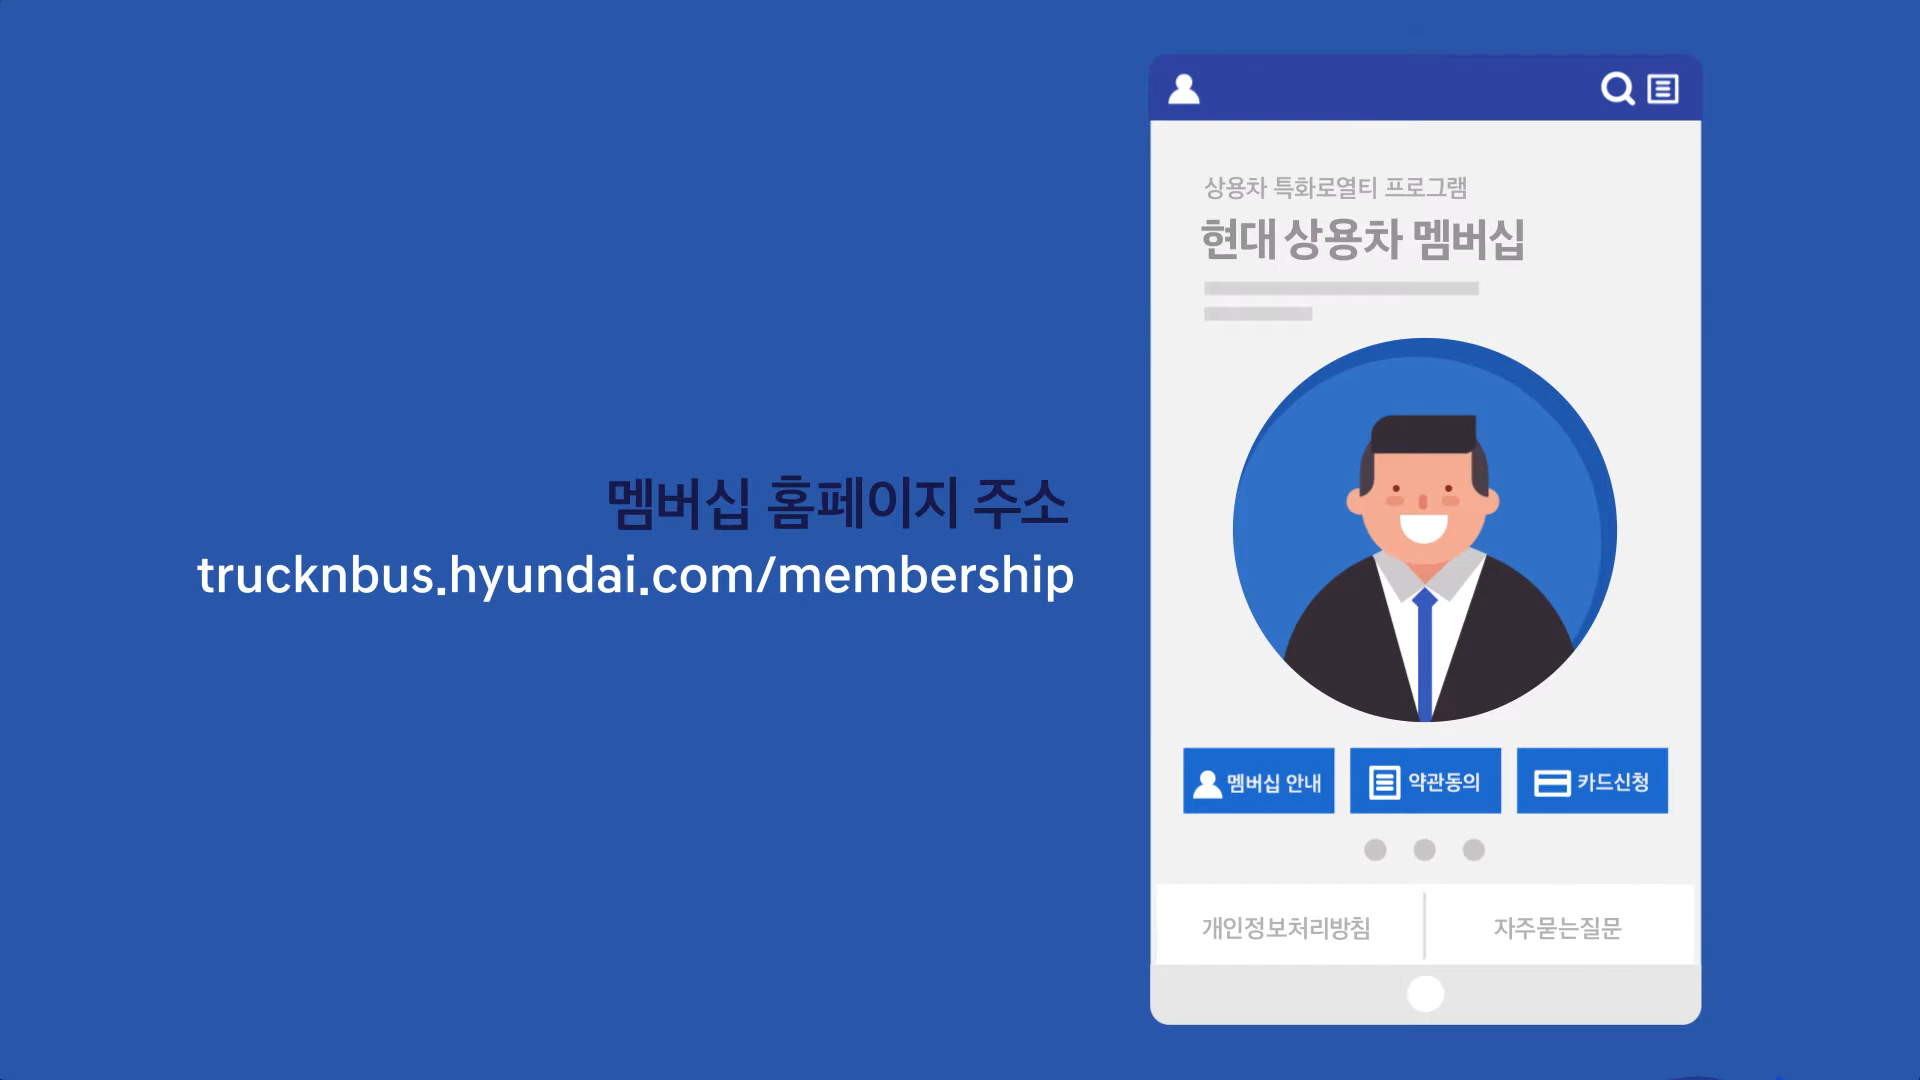 멤버십 홈페이지 주소
trucknbus.hyundai.com/membership
상용차 특화로열티 프로그램
현대 상용차 멤버십
멤버십 안내
약관동의
카드신청
개인정보처리방침
자주묻는질문